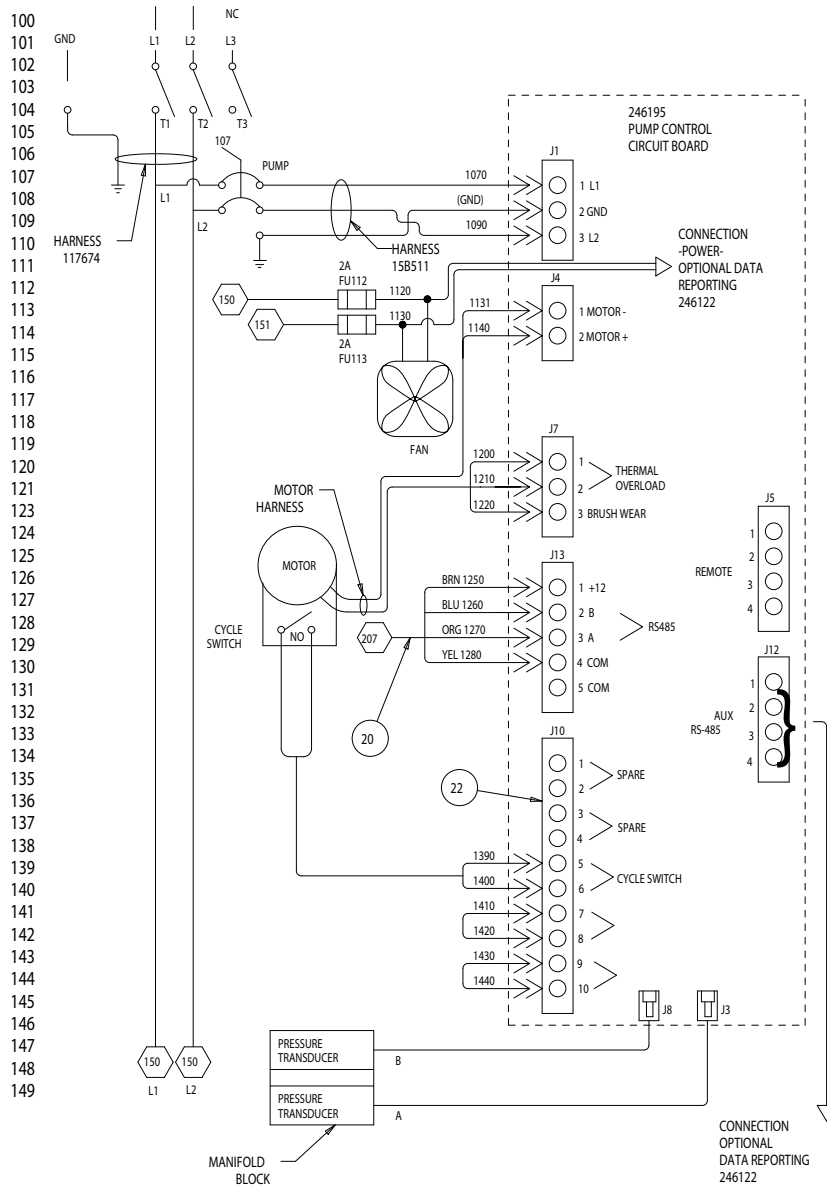 100
NC
101
GND
L1
L2
L3
102
103
104
T1
T2
T3
246195
PUMP CONTROL
CIRCUIT BOARD
105
107
106
J1
PUMP
107
1070
1 L1
L1
108
(GND)
2 GND
109
L2
1090
3 L2
HARNESS
117674
HARNESS
15B511
CONNECTION
-POWER-
OPTIONAL DATA
REPORTING
246122
110
111
2A
FU112
112
150
1120
J4
113
1131
1 MOTOR -
151
1130
114
1140
2 MOTOR +
2A
FU113
115
116
117
118
FAN
119
J7
120
1200
1
THERMAL
OVERLOAD
121
1210
2
MOTOR
HARNESS
123
1220
3 BRUSH WEAR
J5
124
1
REMOTE
2
3
4
125
J13
MOTOR
126
BRN 1250
1 +12
127
BLU 1260
2 B
RS485
128
CYCLE
SWITCH
NO
207
ORG 1270
3 A
129
YEL 1280
4 COM
130
5 COM
J12
131
1
AUX
RS-485
2
3
4
132
133
20
J10
134
1
SPARE
135
2
22
136
3
SPARE
137
4
138
139
1390
5
CYCLE SWITCH
140
1400
6
141
1410
7
142
1420
8
143
1430
9
144
1440
10
145
J8
J3
146
147
PRESSURE
TRANSDUCER
B
148
150
150
149
L1
L2
PRESSURE
TRANSDUCER
A
MANIFOLD
BLOCK
CONNECTION
OPTIONAL
DATA REPORTING
246122